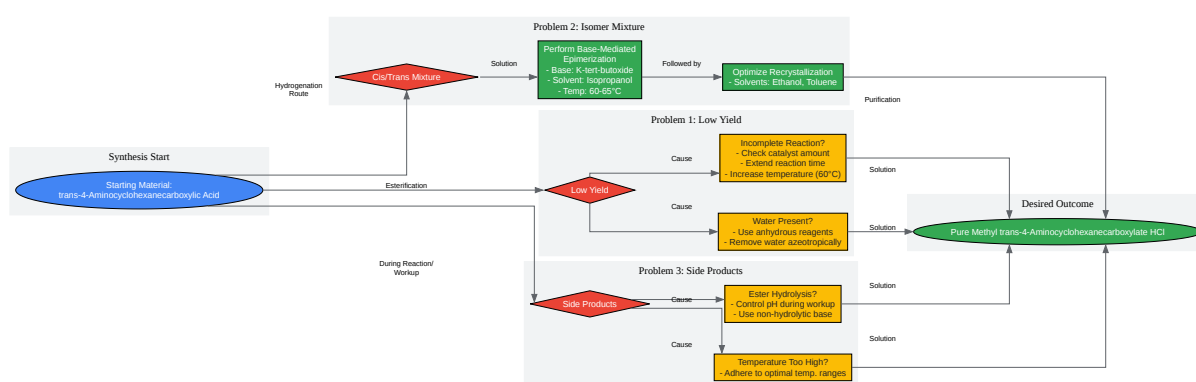 Problem 2: Isomer Mixture
Cis/Trans Mixture
Solution
Perform Base-Mediated
Epimerization
- Base: K-tert-butoxide
- Solvent: Isopropanol
- Temp: 60-65°C
Followed by
Optimize Recrystallization
- Solvents: Ethanol, Toluene
Purification
Hydrogenation
Route
Synthesis Start
Starting Material:
trans-4-Aminocyclohexanecarboxylic Acid
Esterification
Problem 1: Low Yield
Low Yield
Cause
Incomplete Reaction?
- Check catalyst amount
- Extend reaction time
- Increase temperature (60°C)
Solution
Cause
Water Present?
- Use anhydrous reagents
- Remove water azeotropically
Solution
Desired Outcome
Pure Methyl trans-4-Aminocyclohexanecarboxylate HCl
During Reaction/
Workup
Problem 3: Side Products
Side Products
Cause
Ester Hydrolysis?
- Control pH during workup
- Use non-hydrolytic base
Solution
Cause
Temperature Too High?
- Adhere to optimal temp. ranges
Solution